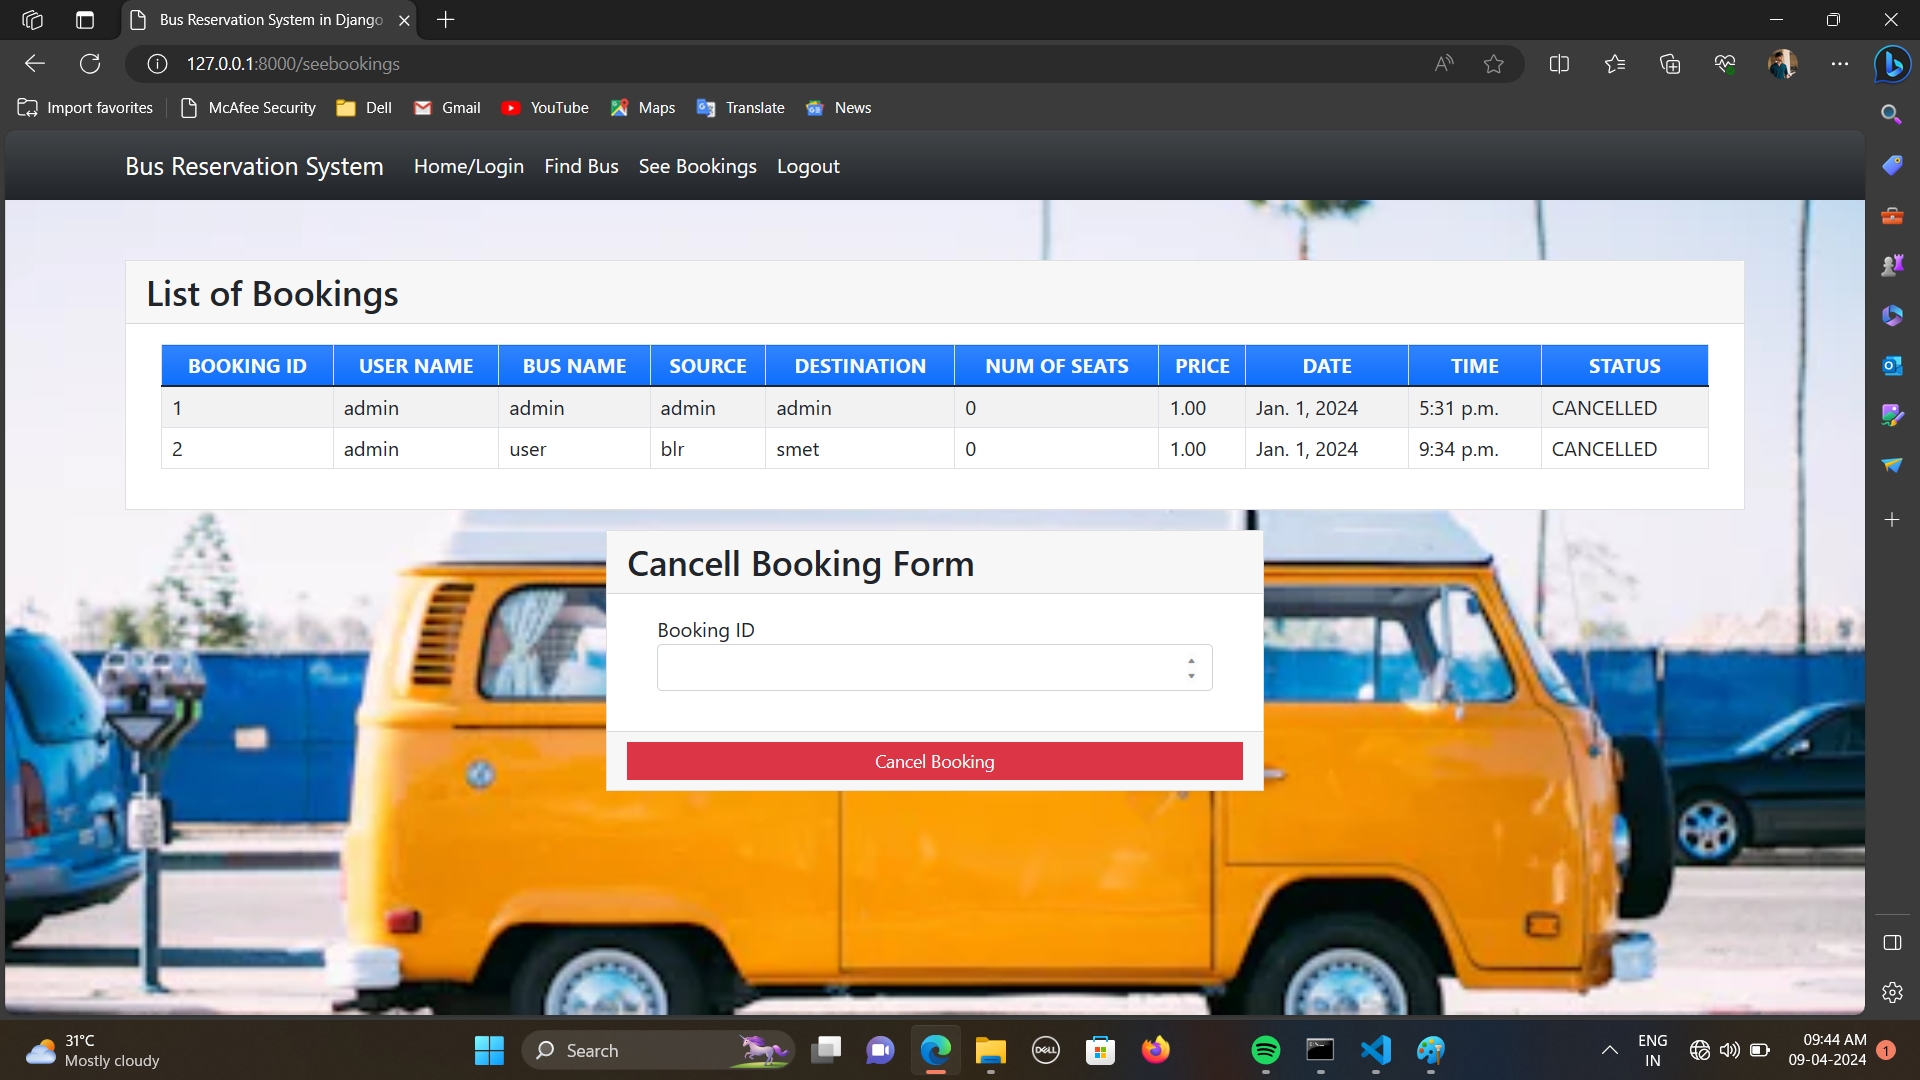 Bus Reservation System in Django
127.0.0.1:8000/seebookings
Import favorites McAfee Security Dell Gmail YouTube Maps Translate News
Bus Reservation System Home/Login Find Bus See Bookings Logout
List of Bookings
BOOKING ID USER NAME BUS NAME SOURCE DESTINATION NUM OF SEATS PRICE DATE TIME STATUS
1 admin admin admin admin 0 1.00 Jan. 1, 2024 5:31 p.m. CANCELLED
2 admin user blr smet 0 1.00 Jan. 1, 2024 9:34 p.m. CANCELLED
Cancell Booking Form
Booking ID
Cancel Booking
31°C
Mostly cloudy
Search
DELL
ENG
IN
09:44 AM
09-04-2024
1